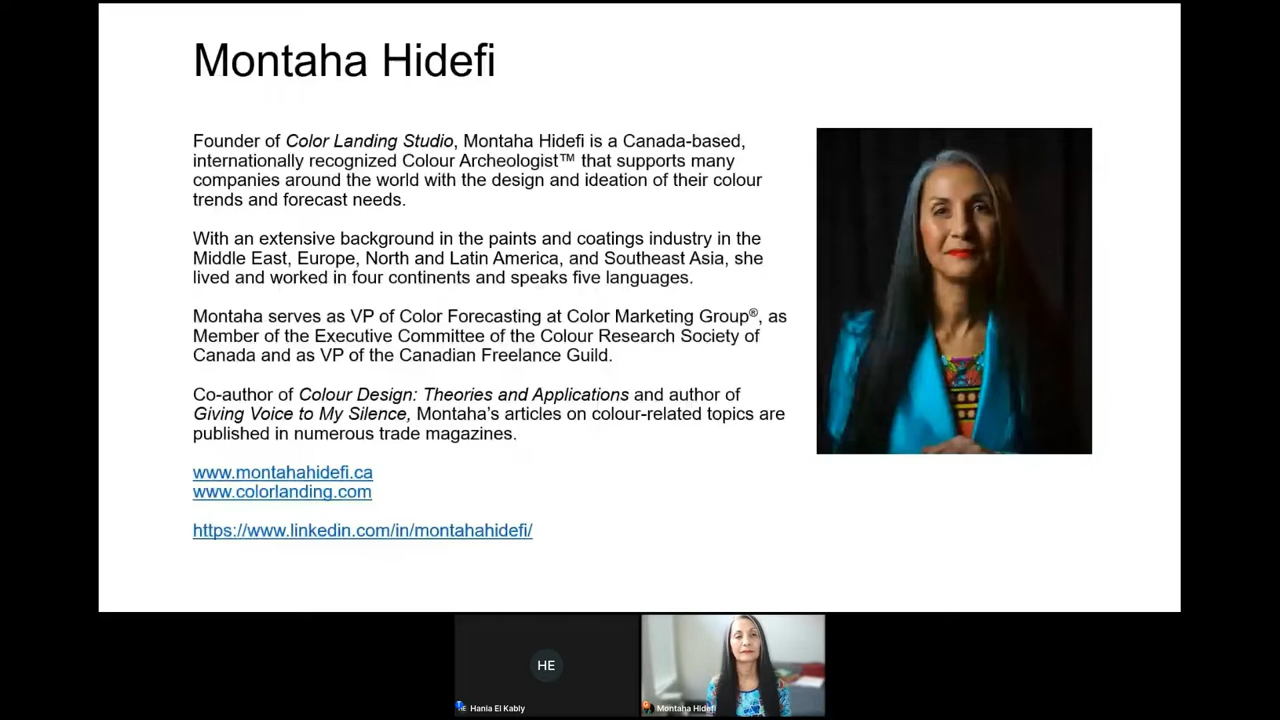 Montaha Hidefi
Founder of Color Landing Studio, Montaha Hidefi is a Canada-based,
internationally recognized Colour Archeologist™ that supports many
companies around the world with the design and ideation of their colour
trends and forecast needs.
With an extensive background in the paints and coatings industry in the
Middle East, Europe, North and Latin America, and Southeast Asia, she
lived and worked in four continents and speaks five languages.
Montaha serves as VP of Color Forecasting at Color Marketing Group®, as
Member of the Executive Committee of the Colour Research Society of
Canada and as VP of the Canadian Freelance Guild.
Co-author of Colour Design: Theories and Applications and author of
Giving Voice to My Silence, Montaha's articles on colour-related topics are
published in numerous trade magazines.
www.montahahidefi.ca
www.colorlanding.com
https://www.linkedin.com/in/montahahidefi/
HE
Hania El Kably
Montaha Hidefi